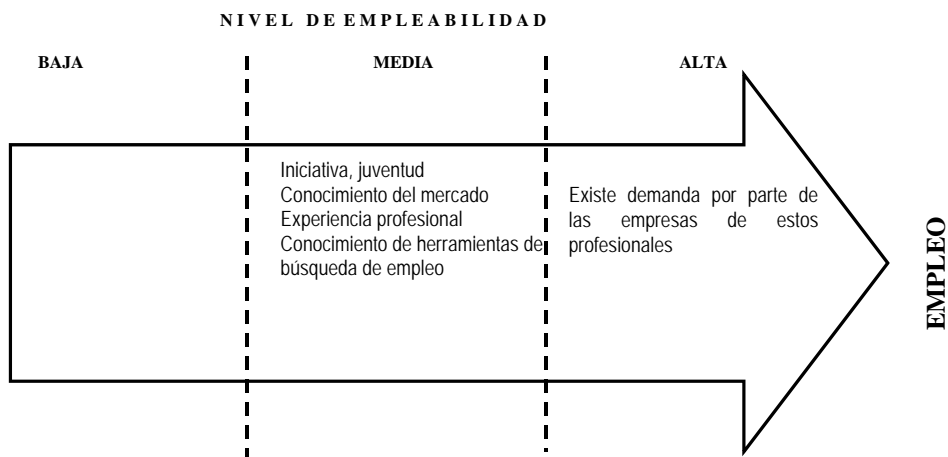 NIVEL DE EMPLEABILIDAD
BAJA MEDIA ALTA
Iniciativa, juventud
Conocimiento del mercado
Experiencia profesional
Conocimiento de herramientas de
búsqueda de empleo
Existe demanda por parte de
las empresas de estos
profesionales
EMPLEO